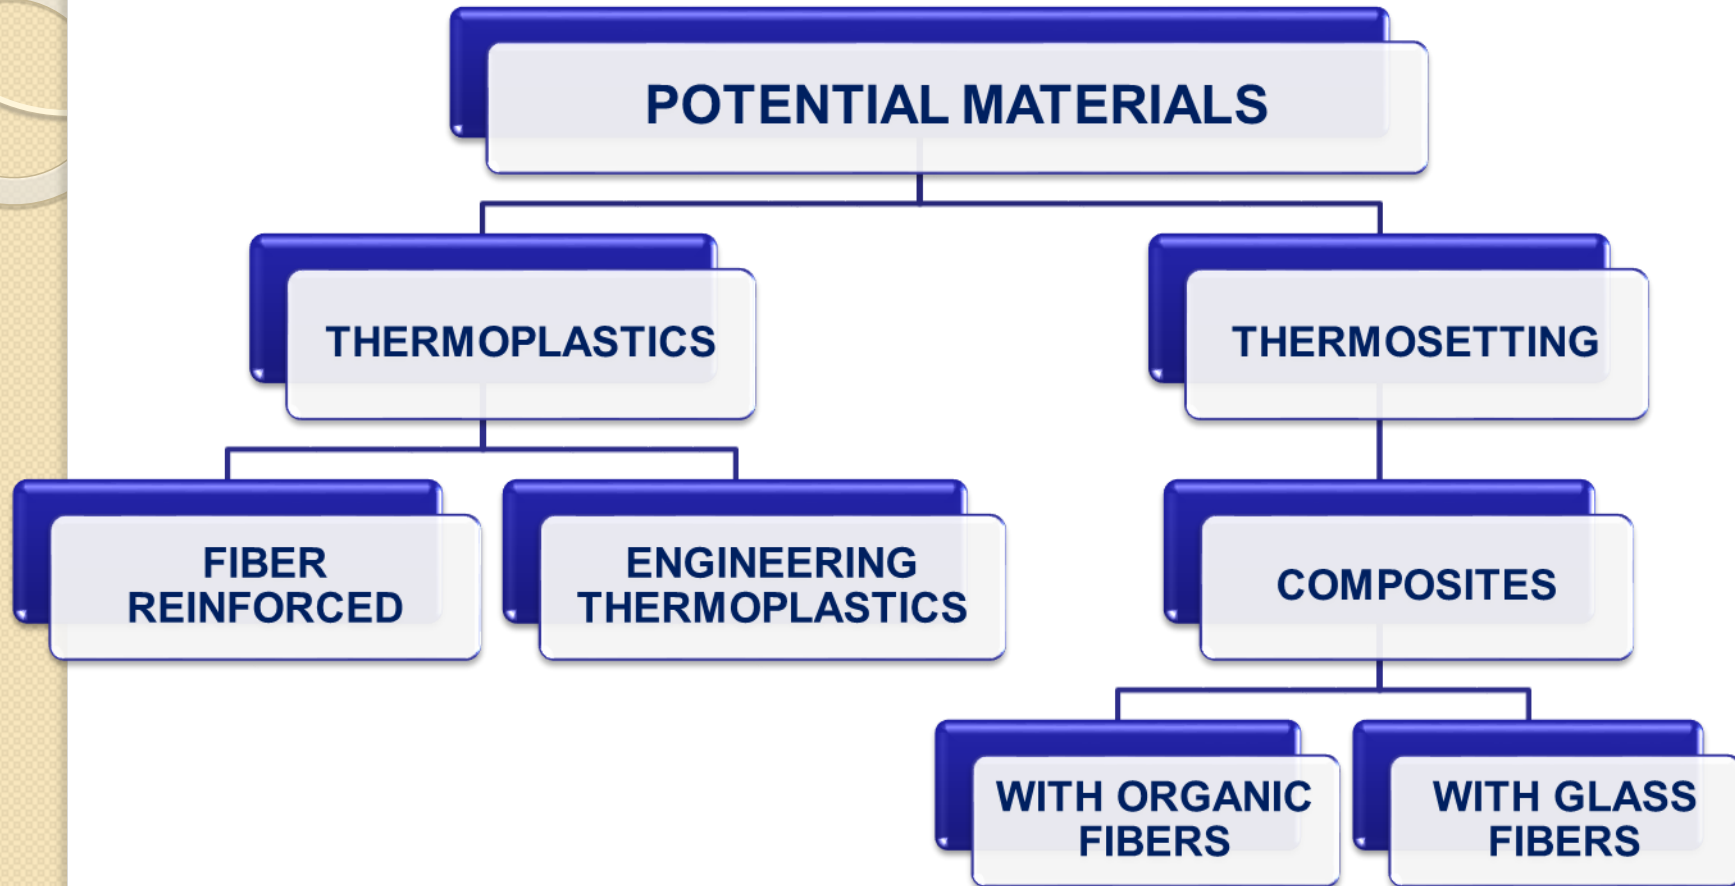 POTENTIAL MATERIALS
THERMOPLASTICS
THERMOSETTING
FIBER
REINFORCED
ENGINEERING
THERMOPLASTICS
COMPOSITES
WITH ORGANIC
FIBERS
WITH GLASS
FIBERS